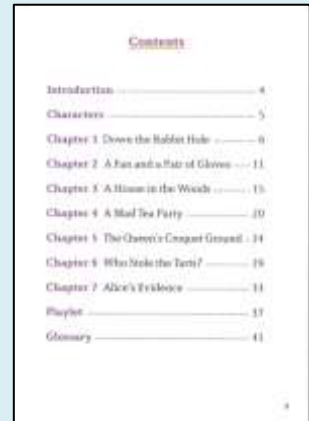 Contents
Introduction 4
Characters 5
Chapter 1 Down the Rabbit Hole 6
Chapter 2 A Fan and a Pair of Gloves 11
Chapter 3 A House in the Woods 15
Chapter 4 A Mad Tea Party 20
Chapter 5 The Queen's Croquet Ground 24
Chapter 6 Who Stole the Tarts? 29
Chapter 7 Alice's Evidence
Playlet 37
Glossary 41